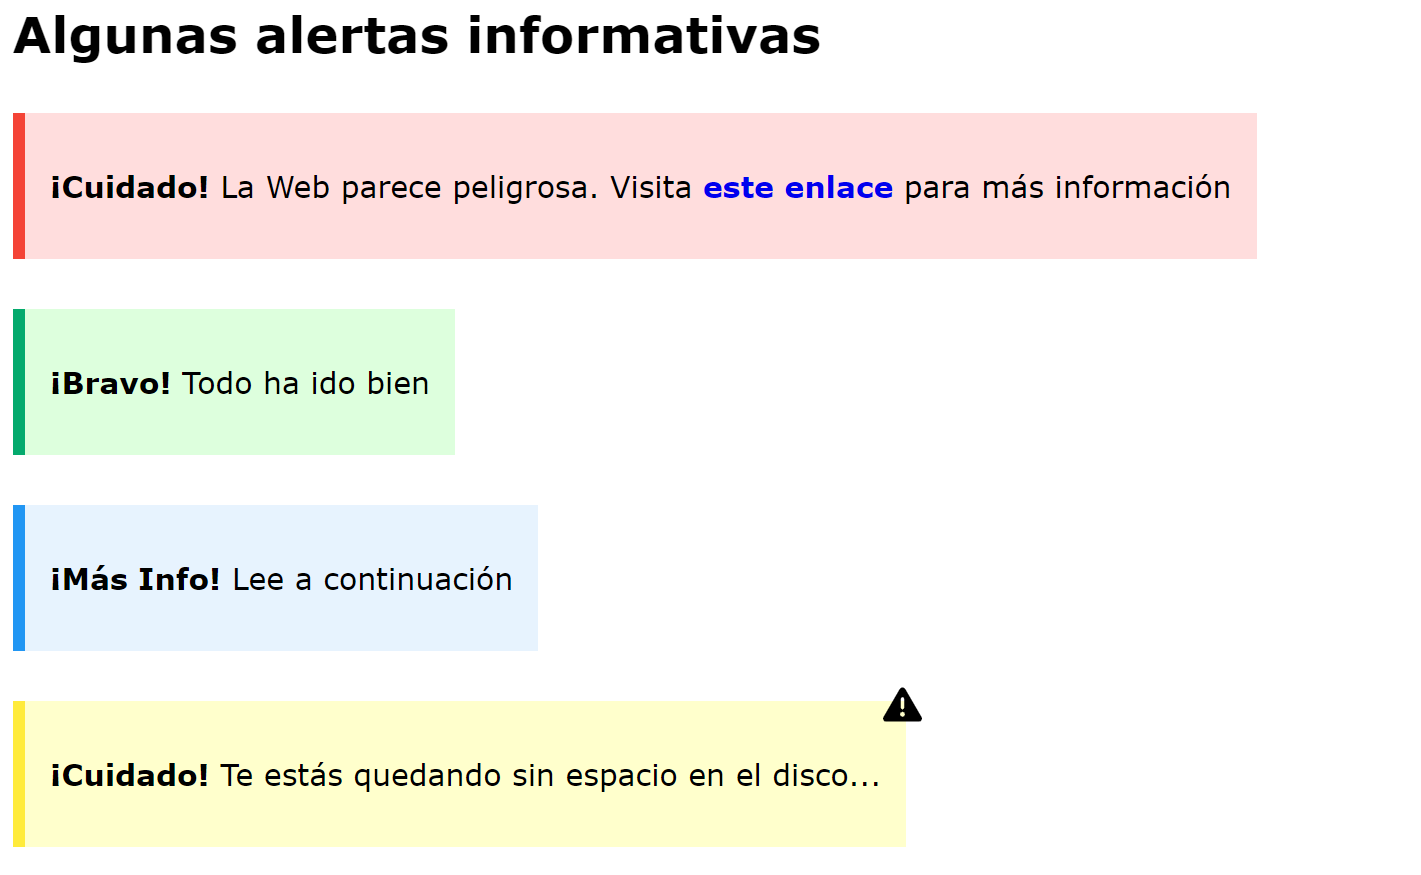 Algunas alertas informativas
¡Cuidado! La Web parece peligrosa. Visita este enlace para más información
¡Bravo! Todo ha ido bien
¡Más Info! Lee a continuación
¡Cuidado! Te estás quedando sin espacio en el disco...